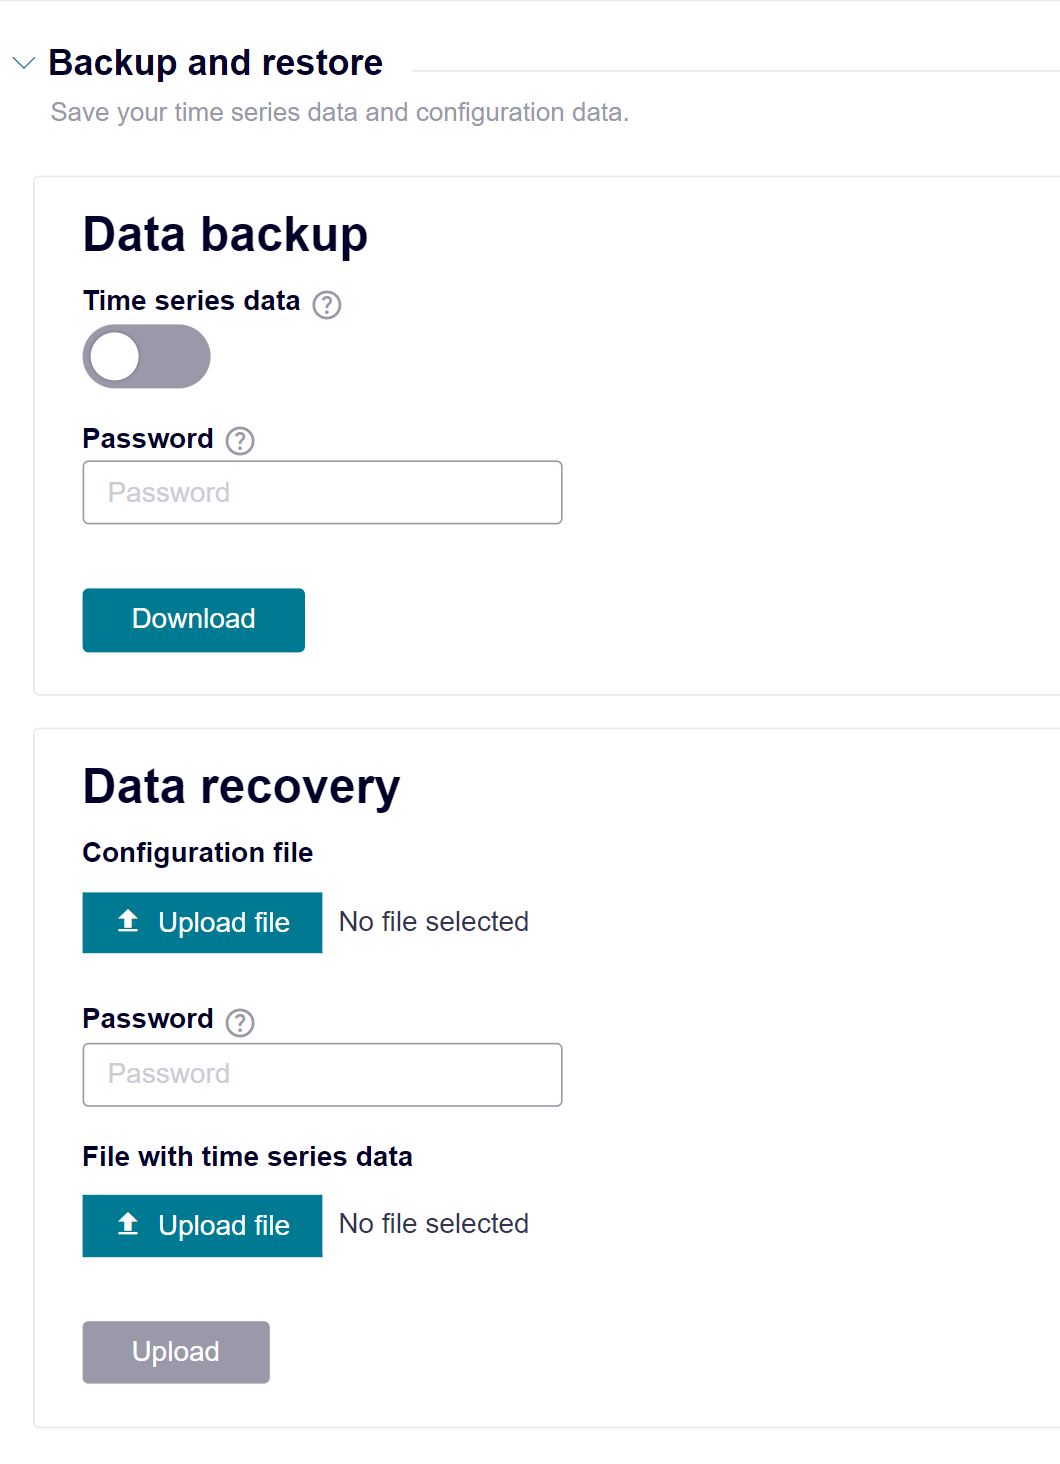 Backup and restore
Save your time series data and configuration data.
Data backup
Time series data ?
Password ?
Password
Download
Data recovery
Configuration file
Upload file No file selected
Password ?
Password
File with time series data
Upload file No file selected
Upload